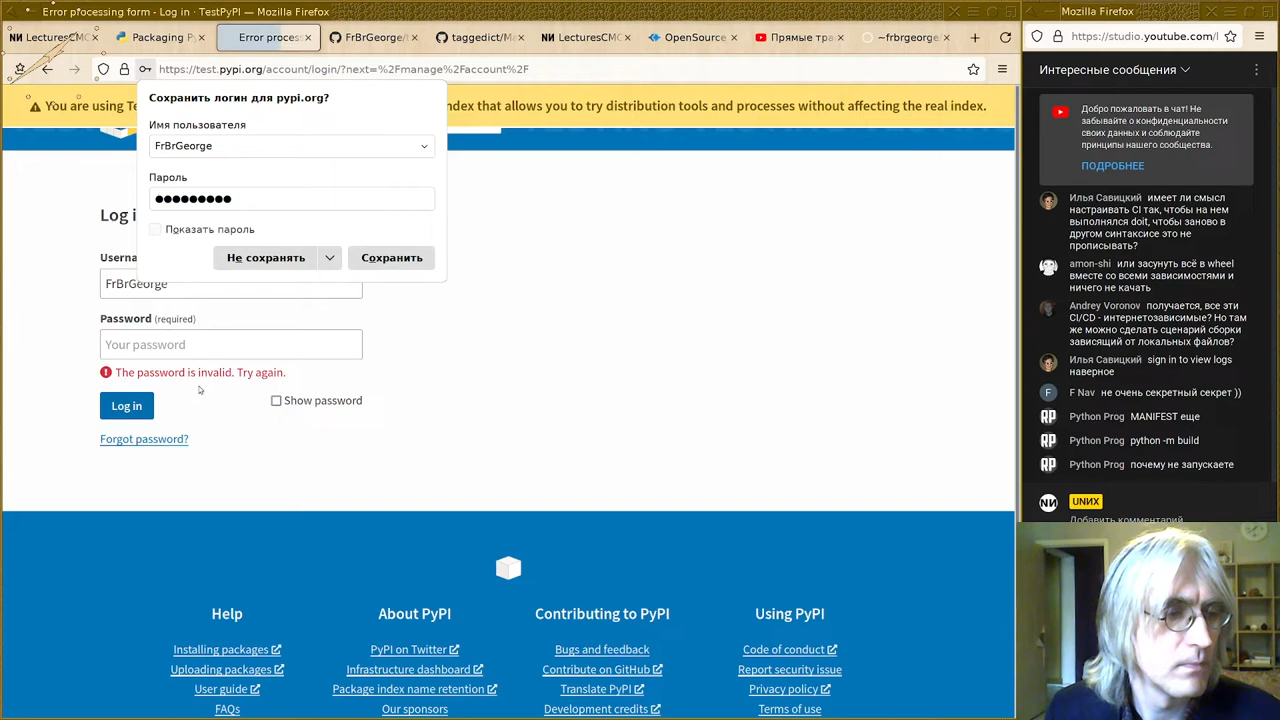 Error processing form - Log in · TestPyPI — Mozilla Firefox
Mozilla Firefox
LecturesCMC
Packaging Py
Error process
FrBrGeorge/t
taggedict/Ma
LecturesCMC
OpenSource
Прямые тра
~frbrgeorge/
https://test.pypi.org/account/login/?next=%2Fmanage%2Faccount%2F
https://studio.youtube.com/l
You are using Te
ndex that allows you to try distribution tools and processes without affecting the real index.
Сохранить логин для pypi.org?
Имя пользователя
FrBrGeorge
Пароль
●●●●●●●●●
Показать пароль
Не сохранять
Сохранить
Log i
Userna
FrBrGeorge
Password (required)
Your password
The password is invalid. Try again.
Log in
Show password
Forgot password?
Help
Installing packages
Uploading packages
User guide
FAQs
About PyPI
PyPI on Twitter
Infrastructure dashboard
Package index name retention
Our sponsors
Contributing to PyPI
Bugs and feedback
Contribute on GitHub
Translate PyPI
Development credits
Using PyPI
Code of conduct
Report security issue
Privacy policy
Terms of use
Интересные сообщения
Добро пожаловать в чат! Не
забывайте о конфиденциальности
своих данных и соблюдайте
принципы нашего сообщества.
ПОДРОБНЕЕ
Илья Савицкий имеет ли смысл
настраивать CI так, чтобы на нем
выполнялся doit, чтобы заново в
другом синтаксисе это не
прописывать?
amon-shi или засунуть всё в wheel
вместе со всеми зависимостями и
ничего не качать
Andrey Voronov получается, все эти
CI/CD - интернетозависимые? Но там
же можно сделать сценарий сборки
зависящий от локальных файлов?
Илья Савицкий sign in to view logs
наверное
F Nav не очень секретный секрет ))
Python Prog MANIFEST еще
Python Prog python -m build
Python Prog почему не запускаете
UNИX
Добавить комментарий